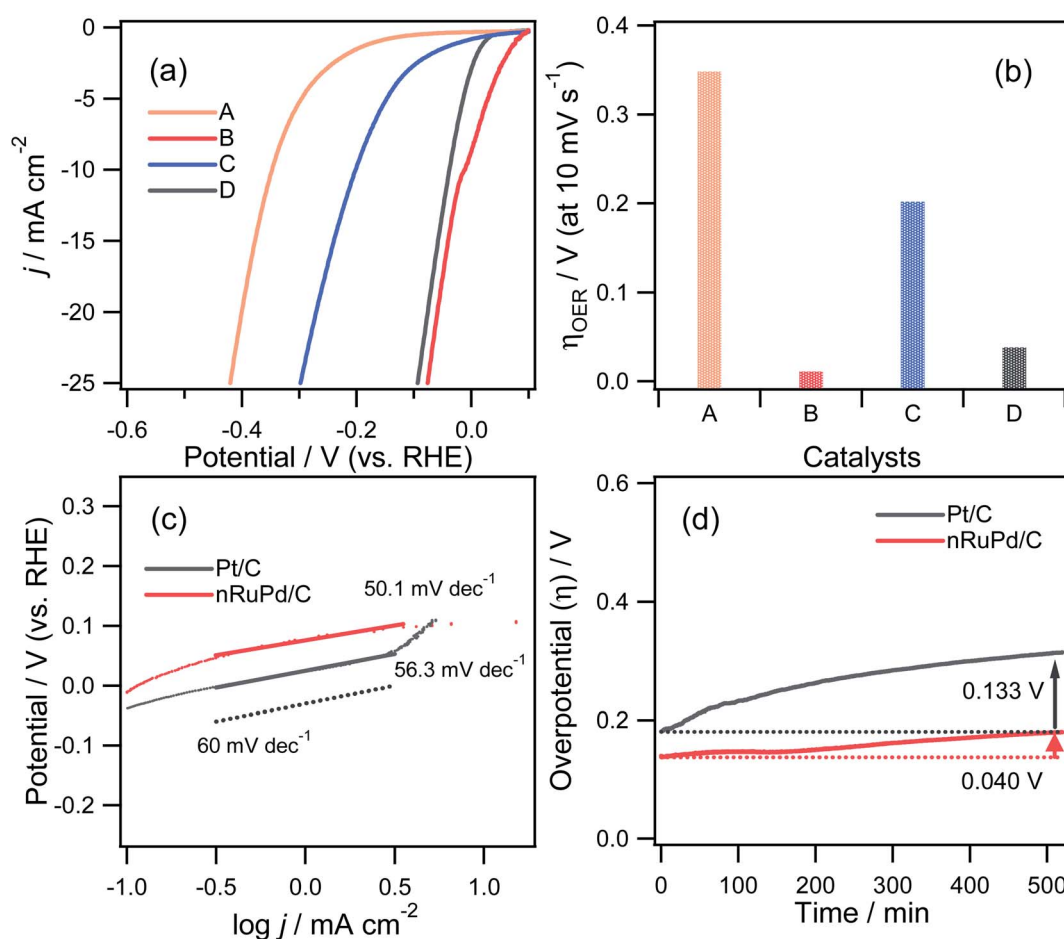 (a)
A
B
C
D
j / mA cm⁻²
0
-5
-10
-15
-20
-25
-0.6
-0.4
-0.2
0.0
Potential / V (vs. RHE)
(b)
η_OER / V (at 10 mV s⁻¹)
0.4
0.3
0.2
0.1
0.0
A
B
C
D
Catalysts
(c)
Pt/C
nRuPd/C
50.1 mV dec⁻¹
56.3 mV dec⁻¹
60 mV dec⁻¹
Potential / V (vs. RHE)
0.3
0.2
0.1
0.0
-0.1
-0.2
-1.0
-0.5
0.0
0.5
1.0
log j / mA cm⁻²
(d)
Pt/C
nRuPd/C
0.133 V
0.040 V
Overpotential (η) / V
0.6
0.4
0.2
0.0
0
100
200
300
400
500
Time / min